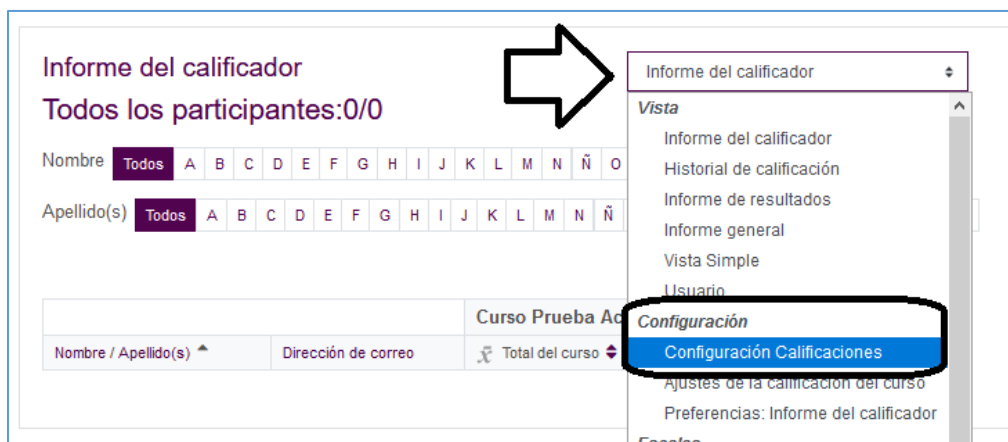 Informe del calificador
Todos los participantes:0/0
Nombre Todos A B C D E F G H I J K L M N Ñ O
Apellido(s) Todos A B C D E F G H I J K L M N Ñ
Curso Prueba Ac
Nombre / Apellido(s) Dirección de correo x̄ Total del curso
Informe del calificador
Vista
Informe del calificador
Historial de calificación
Informe de resultados
Informe general
Vista Simple
Usuario
Configuración
Configuración Calificaciones
Ajustes de la calificación del curso
Preferencias: Informe del calificador
Escalas